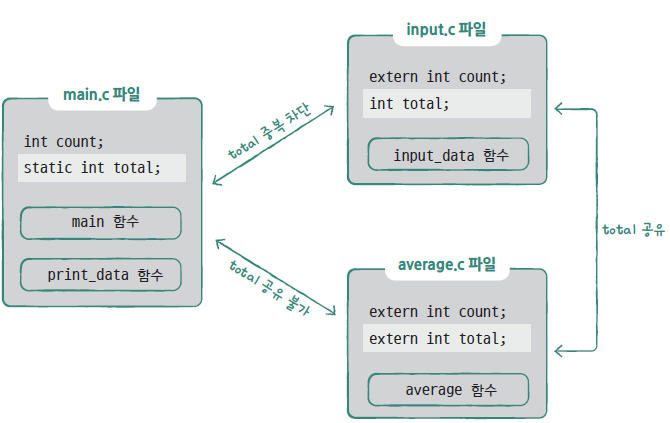 main.c 파일
int count;
static int total;
main 함수
print_data 함수
total 중복 차단
total 공유 불가
input.c 파일
extern int count;
int total;
input_data 함수
average.c 파일
extern int count;
extern int total;
average 함수
total 공유